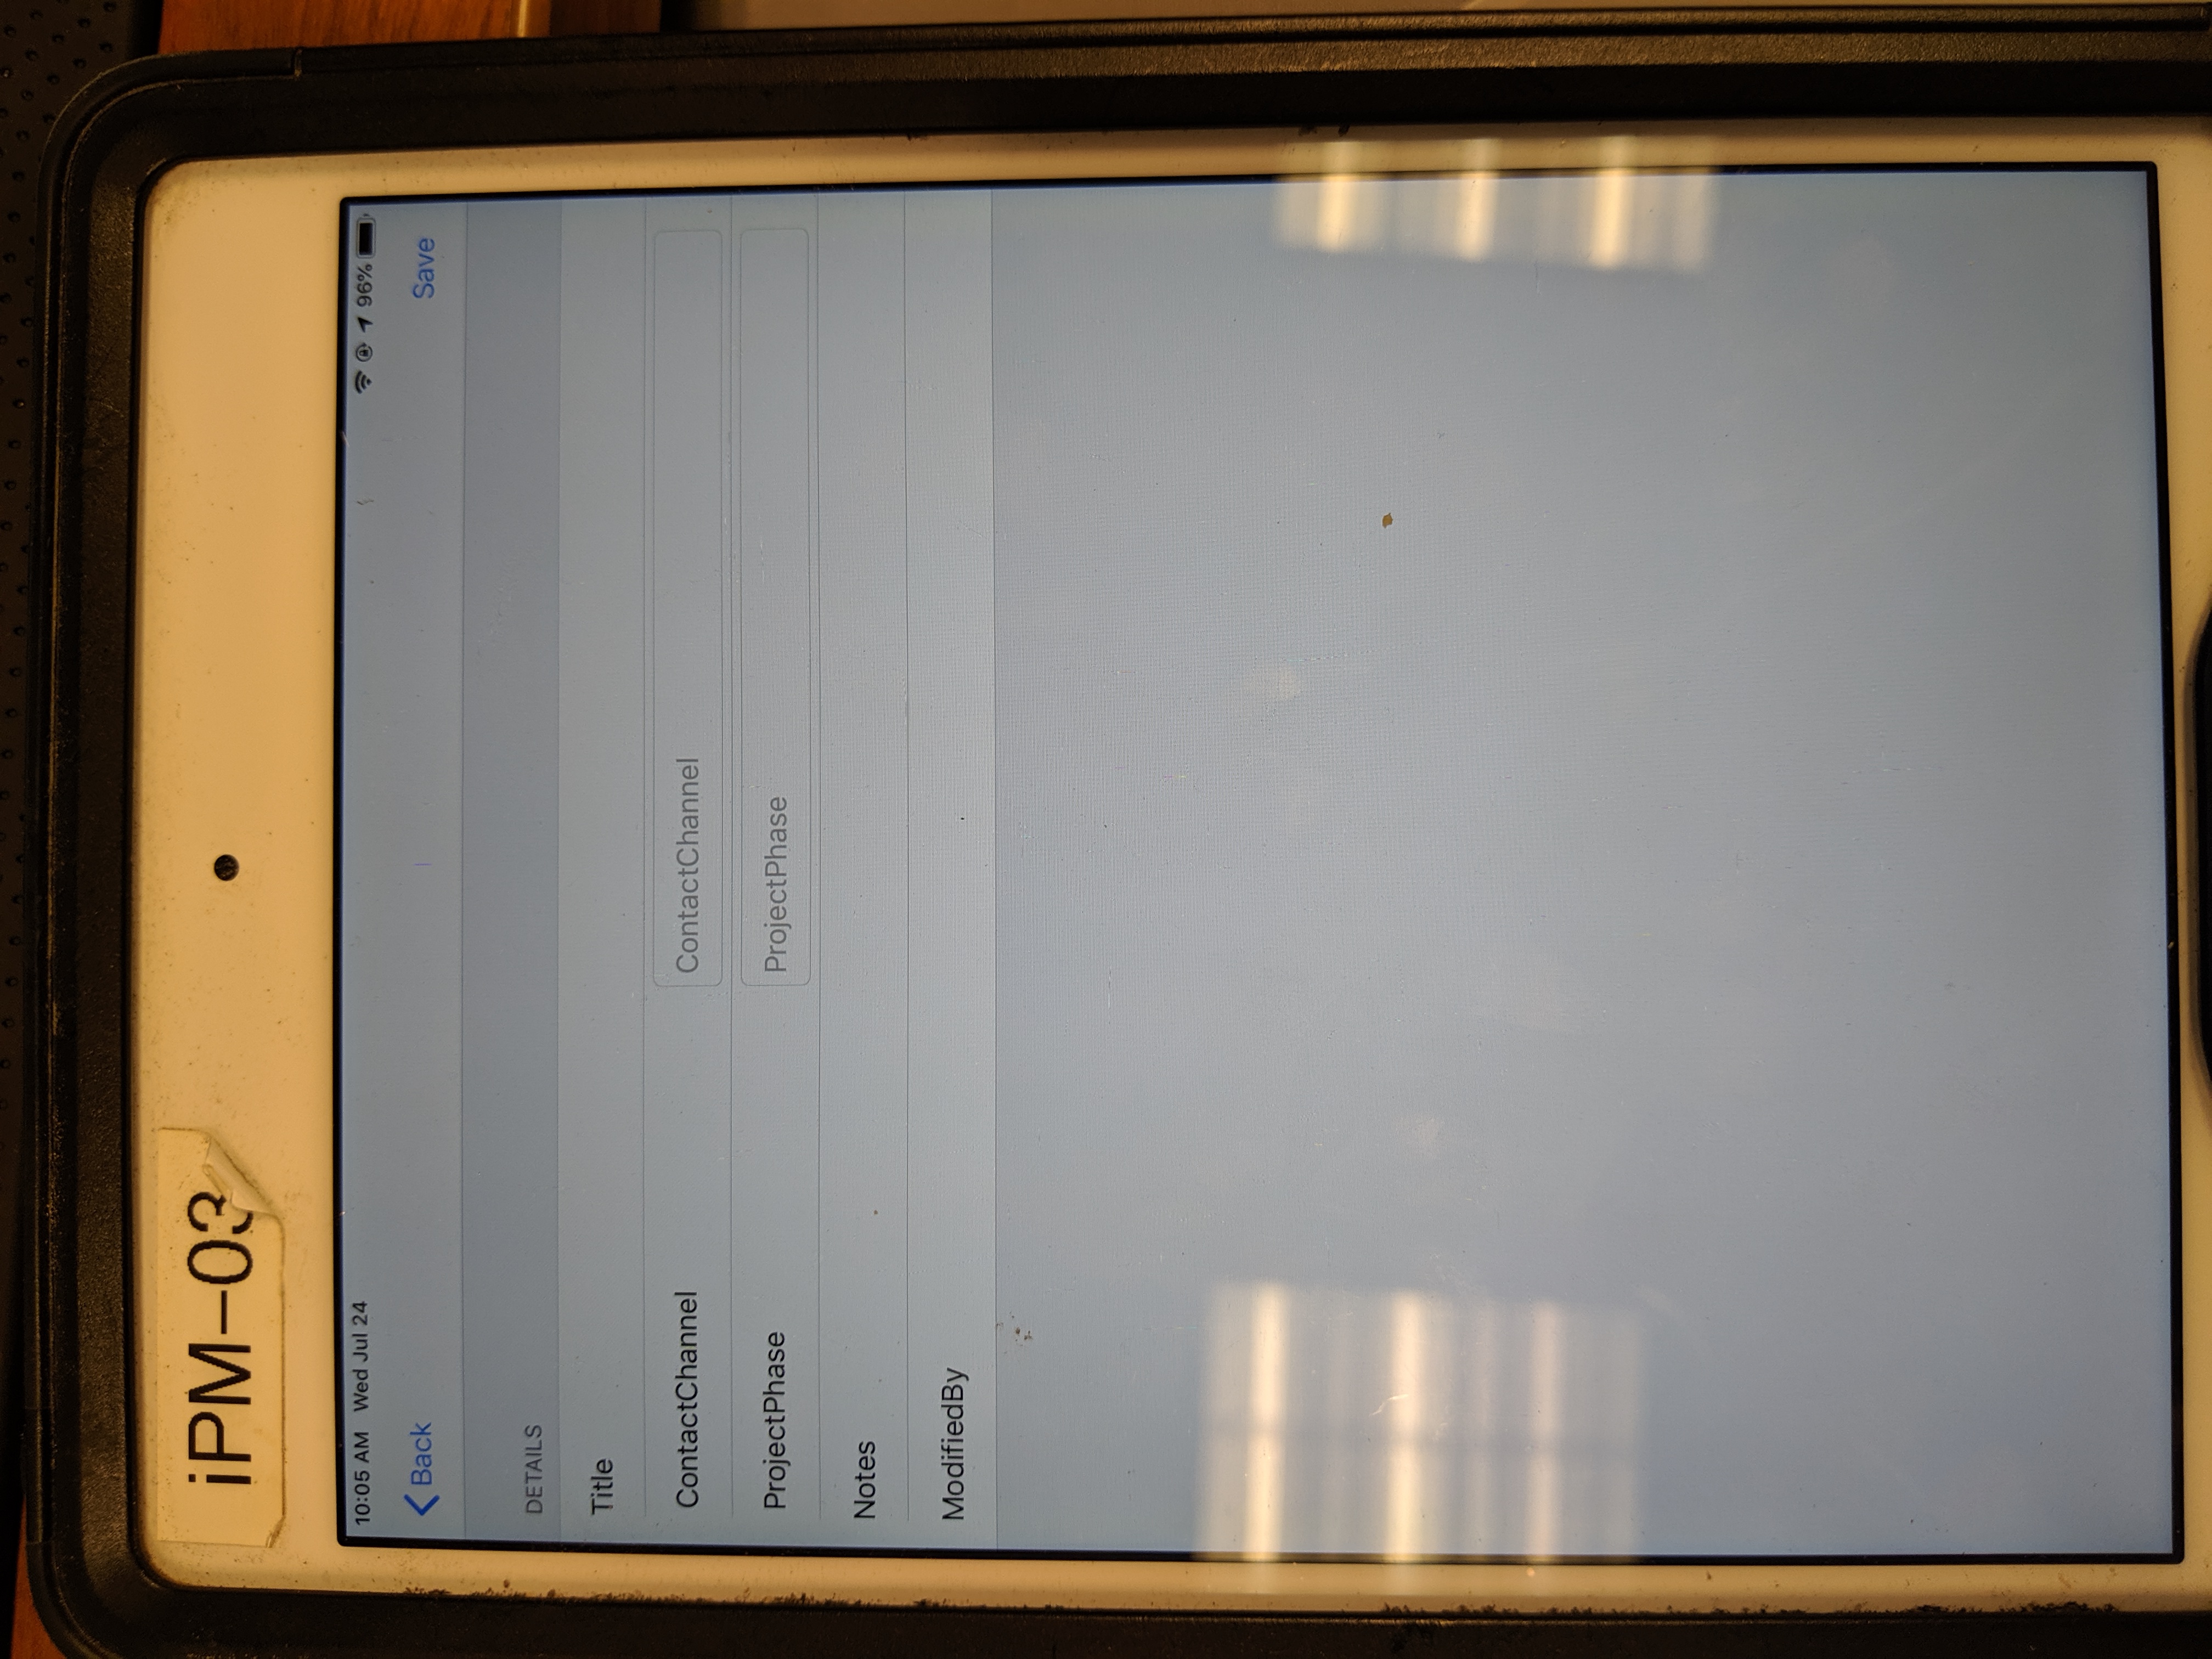 iPM-03
10:05 AM Wed Jul 24 96%
Back Save
DETAILS
Title
ContactChannel ContactChannel
ProjectPhase ProjectPhase
Notes
ModifiedBy